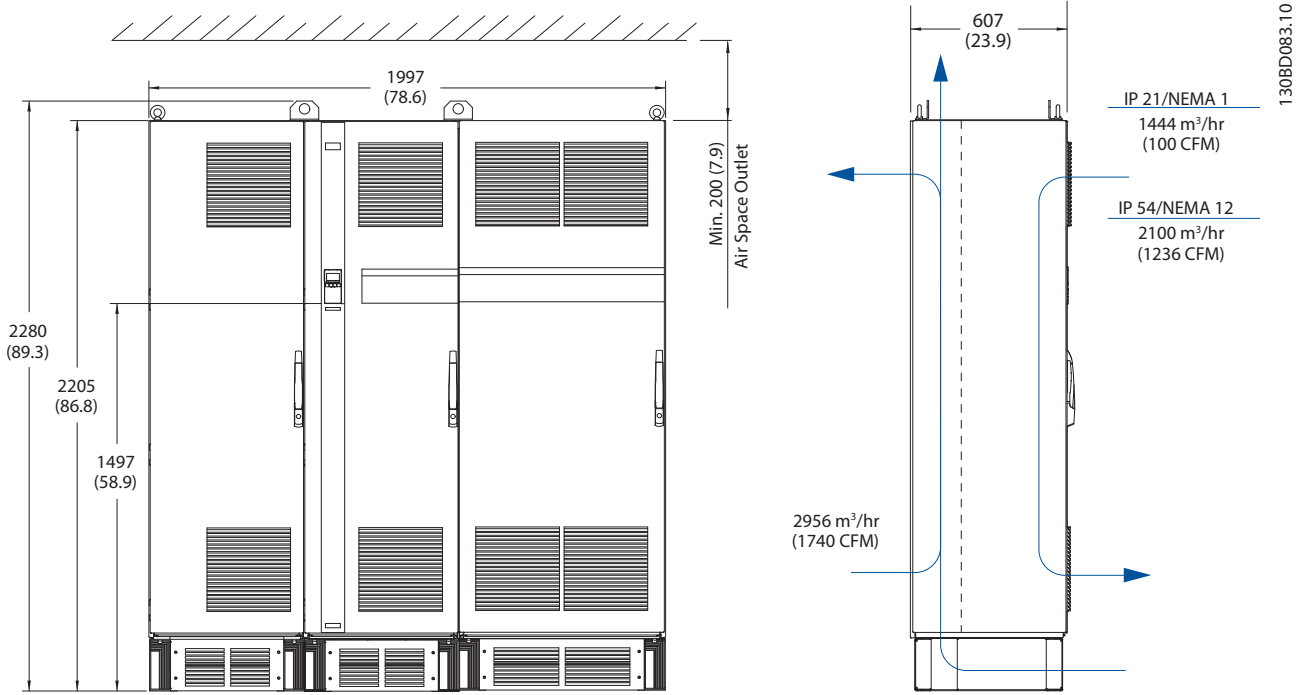 1997
(78.6)
2280
(89.3)
2205
(86.8)
1497
(58.9)
Min. 200 (7.9)
Air Space Outlet
607
(23.9)
IP 21/NEMA 1
1444 m³/hr
(100 CFM)
IP 54/NEMA 12
2100 m³/hr
(1236 CFM)
2956 m³/hr
(1740 CFM)
130BD083.10